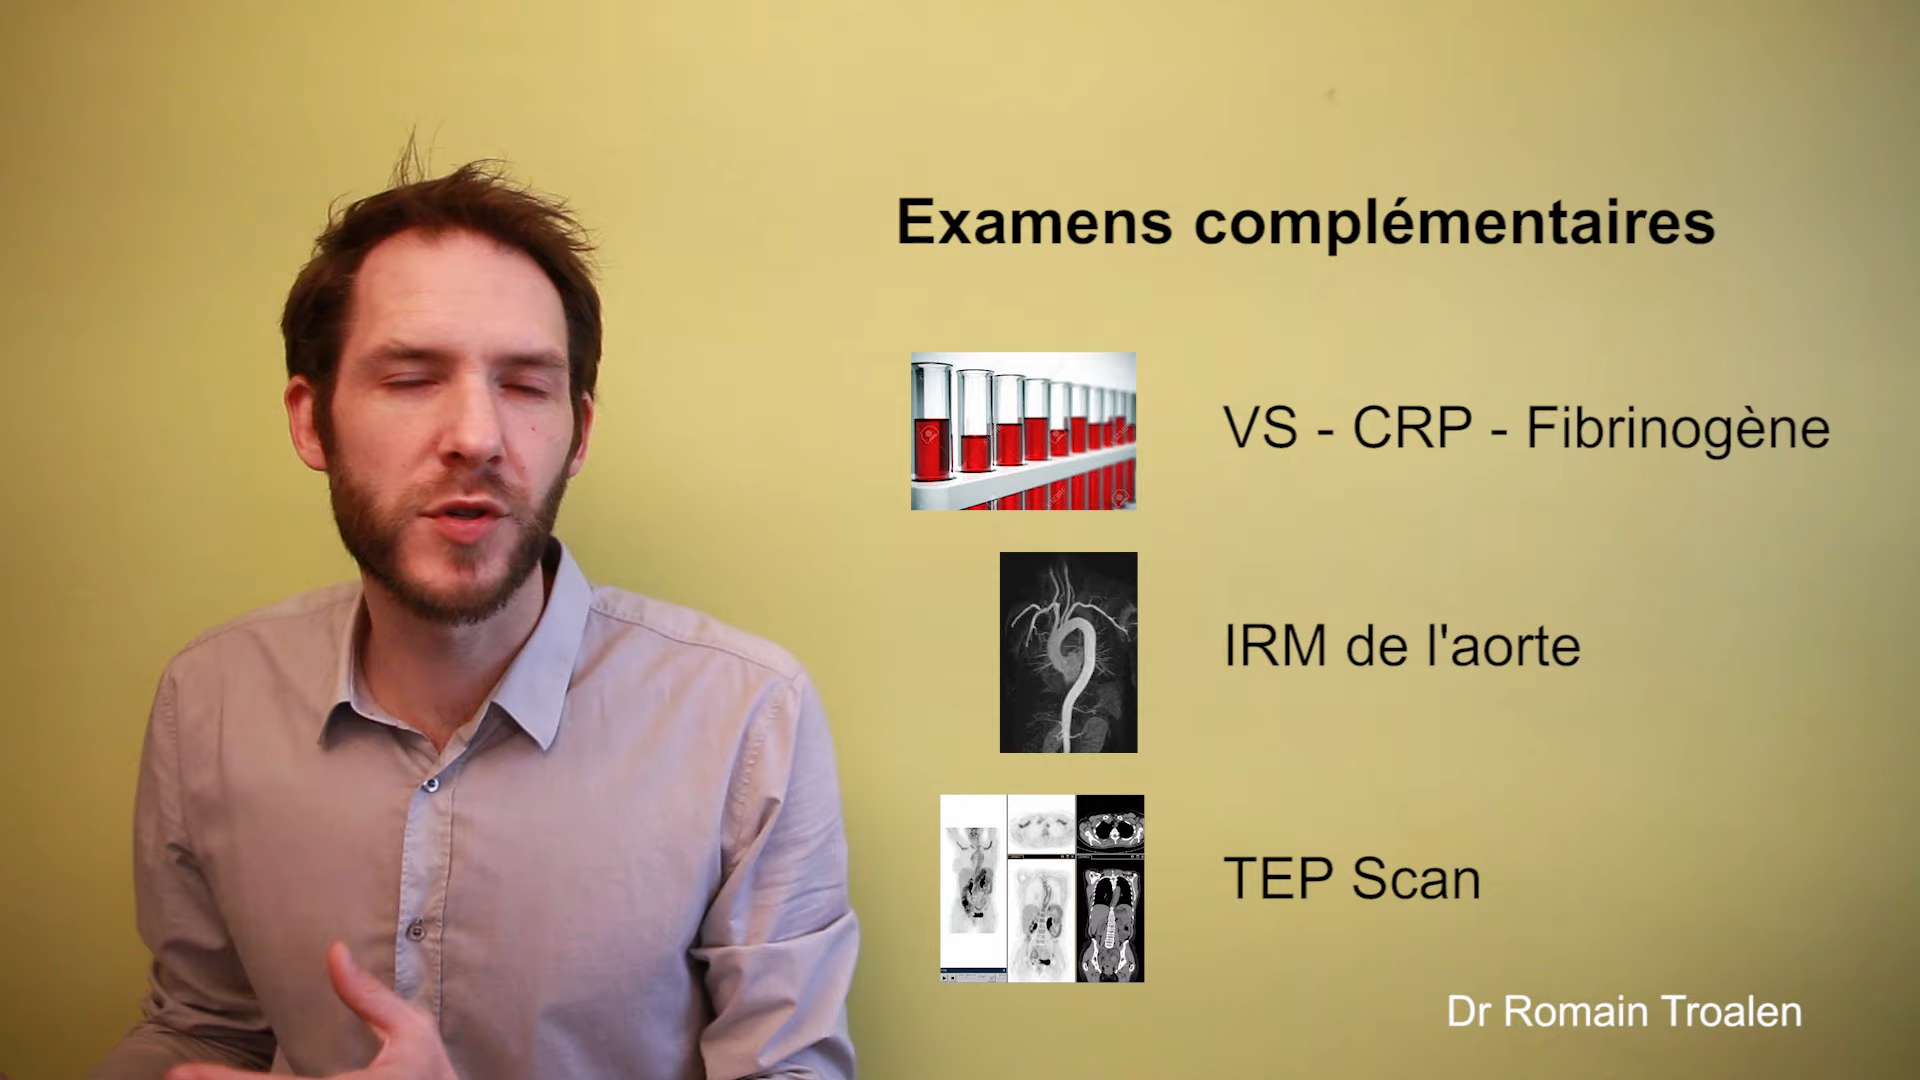 Examens complémentaires
VS - CRP - Fibrinogène
IRM de l'aorte
TEP Scan
Dr Romain Troalen